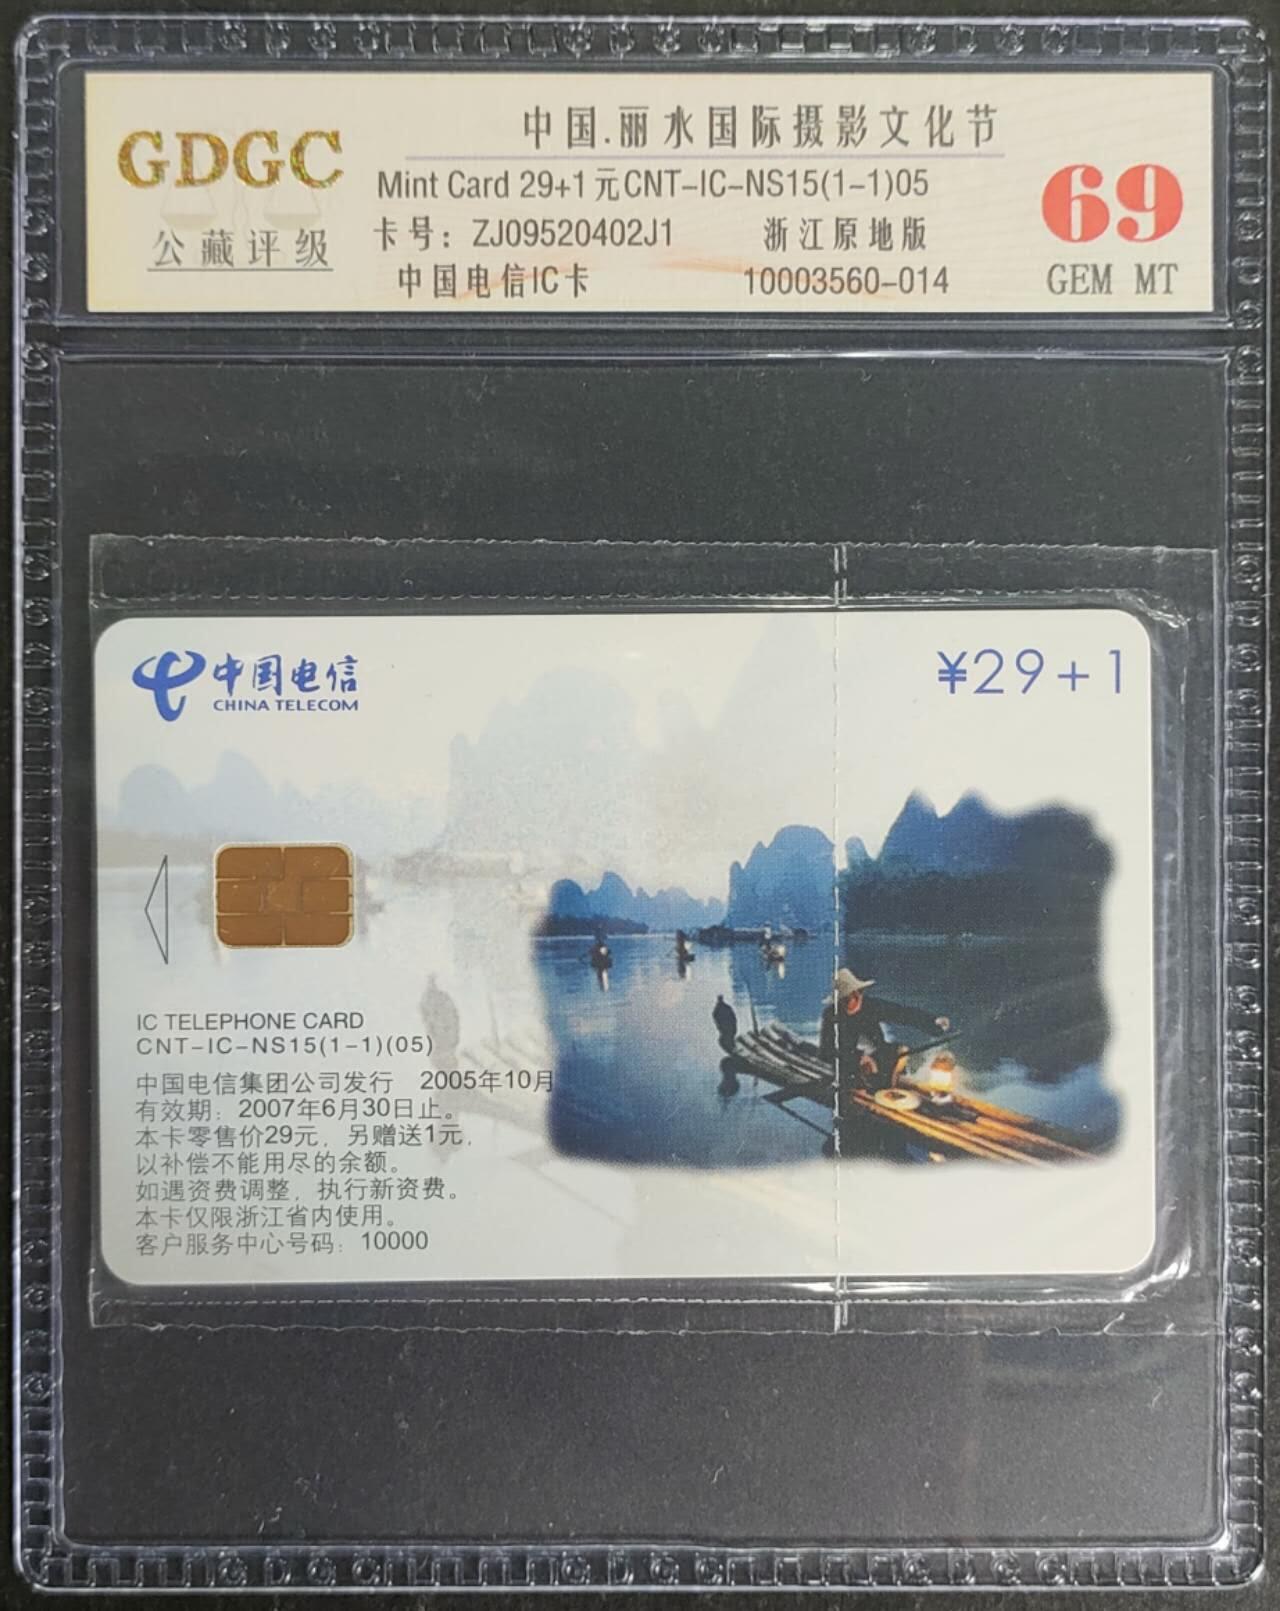 GDGC
公藏评级
中国.丽水国际摄影文化节
Mint Card 29+1元CNT-IC-NS15(1-1)05
卡号：ZJ09520402J1 浙江原地版
中国电信IC卡 10003560-014
69
GEM MT
中国电信
CHINA TELECOM
¥29+1
IC TELEPHONE CARD
CNT-IC-NS15(1-1)(05)
中国电信集团公司发行 2005年10月
有效期：2007年6月30日止。
本卡零售价29元，另赠送1元，
以补偿不能用尽的余额。
如遇资费调整，执行新资费。
本卡仅限浙江省内使用。
客户服务中心号码：10000